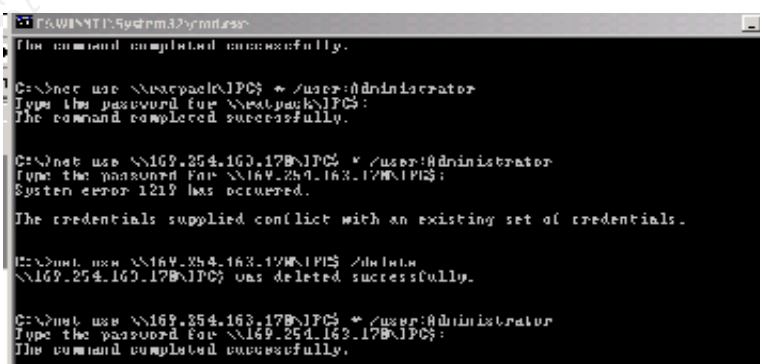 C:\WINNT\System32\cmd.exe
The command completed successfully.
C:\>net use \\ratpack\IPC$ * /user:Administrator
Type the password for \\ratpack\IPC$:
The command completed successfully.
C:\>net use \\169.254.163.178\IPC$ * /user:Administrator
Type the password for \\169.254.163.178\IPC$:
System error 1219 has occurred.
The credentials supplied conflict with an existing set of credentials.
C:\>net use \\169.254.163.178\IPC$ /delete
\\169.254.163.178\IPC$ was deleted successfully.
C:\>net use \\169.254.163.178\IPC$ * /user:Administrator
Type the password for \\169.254.163.178\IPC$:
The command completed successfully.